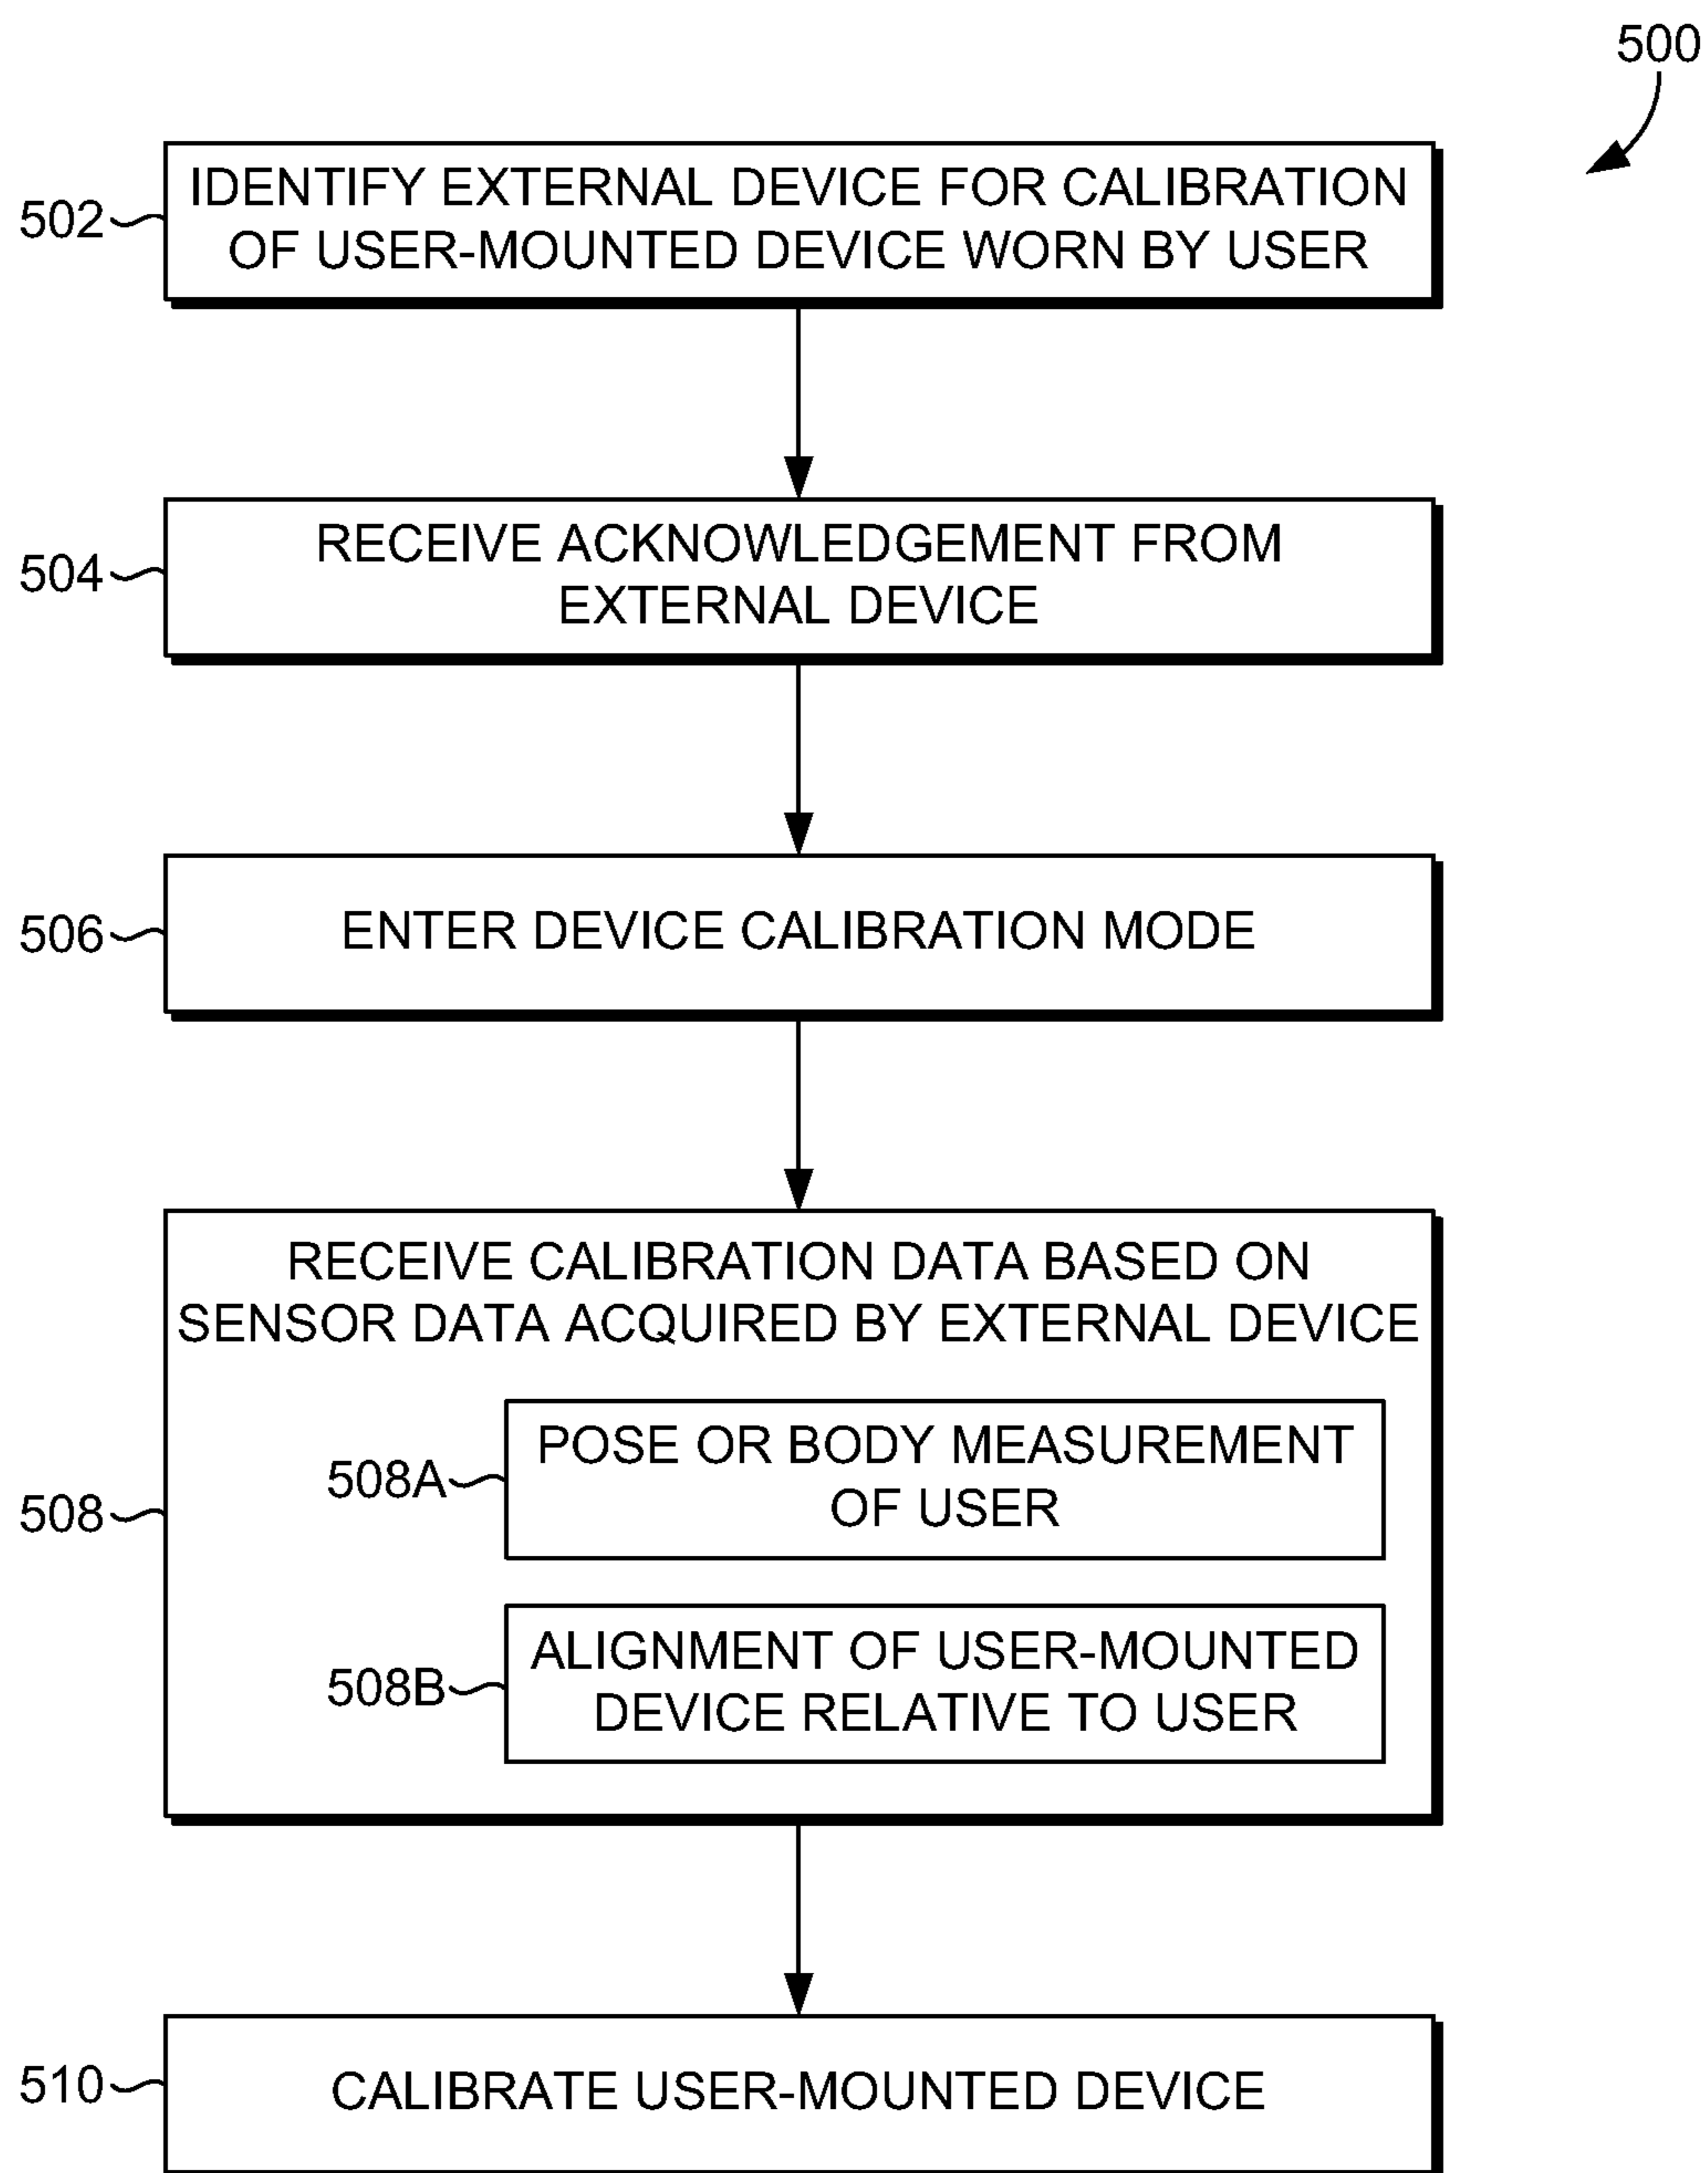 500
502
IDENTIFY EXTERNAL DEVICE FOR CALIBRATION
OF USER-MOUNTED DEVICE WORN BY USER
504
RECEIVE ACKNOWLEDGEMENT FROM
EXTERNAL DEVICE
506
ENTER DEVICE CALIBRATION MODE
508
RECEIVE CALIBRATION DATA BASED ON
SENSOR DATA ACQUIRED BY EXTERNAL DEVICE
508A
POSE OR BODY MEASUREMENT
OF USER
508B
ALIGNMENT OF USER-MOUNTED
DEVICE RELATIVE TO USER
510
CALIBRATE USER-MOUNTED DEVICE